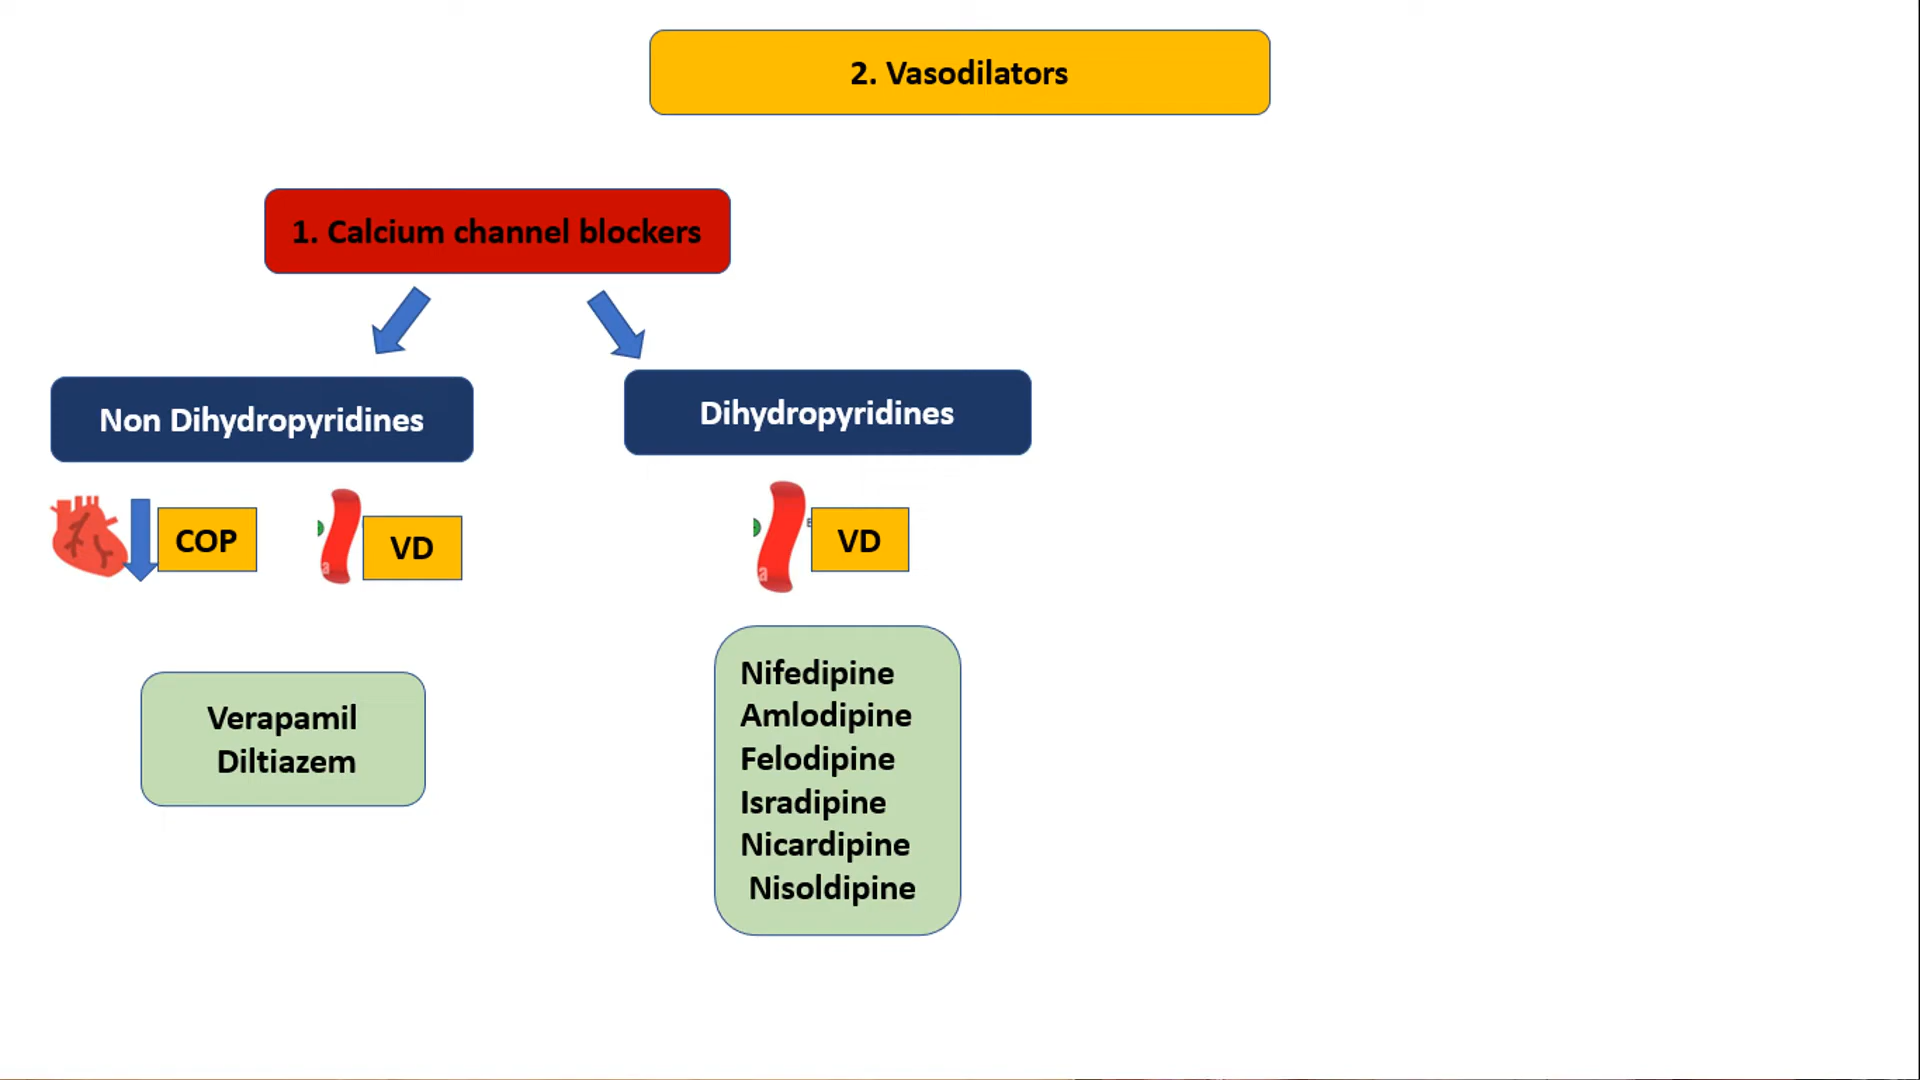 2. Vasodilators
1. Calcium channel blockers
Non Dihydropyridines
Dihydropyridines
COP
VD
VD
Verapamil
Diltiazem
Nifedipine
Amlodipine
Felodipine
Isradipine
Nicardipine
Nisoldipine